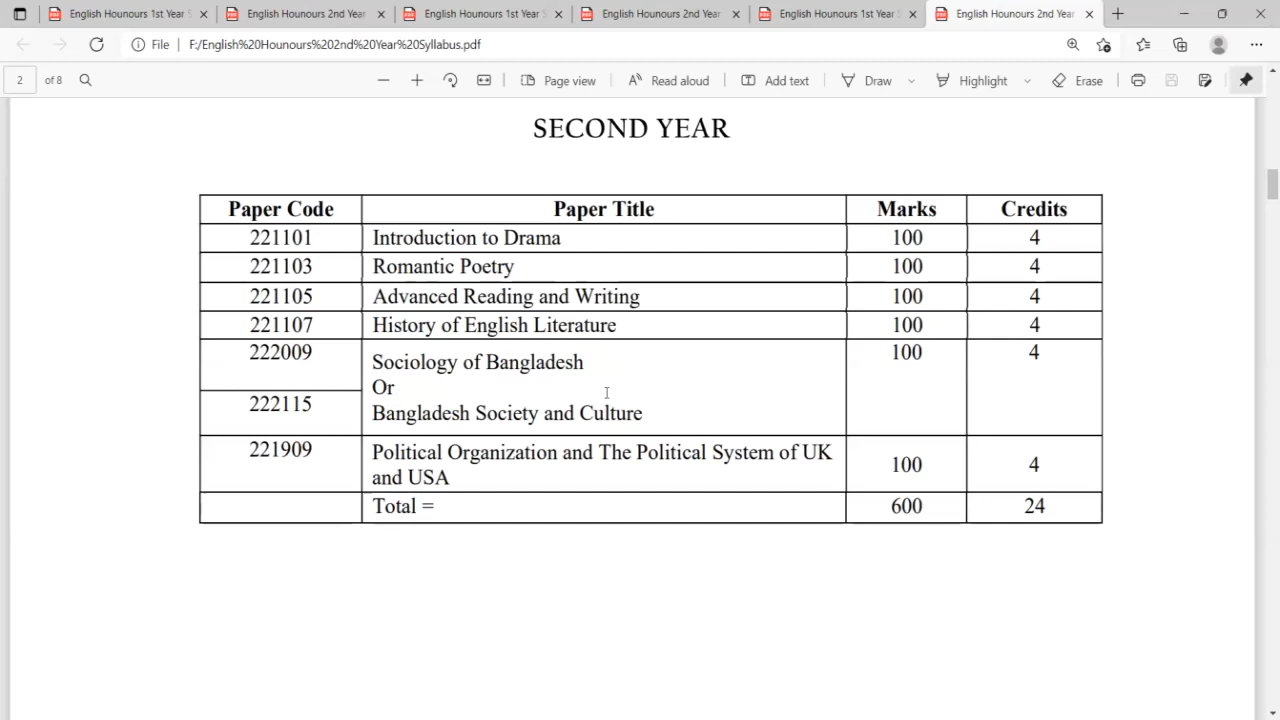 English Hounours 1st Year S
English Hounours 2nd Year
English Hounours 1st Year S
English Hounours 2nd Year
English Hounours 1st Year S
English Hounours 2nd Year
File
F:/English%20Hounours%202nd%20Year%20Syllabus.pdf
2 of 8
Page view
Read aloud
Add text
Draw
Highlight
Erase
SECOND YEAR
Paper Code Paper Title Marks Credits
221101 Introduction to Drama 100 4
221103 Romantic Poetry 100 4
221105 Advanced Reading and Writing 100 4
221107 History of English Literature 100 4
222009 Sociology of Bangladesh 100 4
Or
222115 Bangladesh Society and Culture
221909 Political Organization and The Political System of UK
and USA 100 4
Total = 600 24